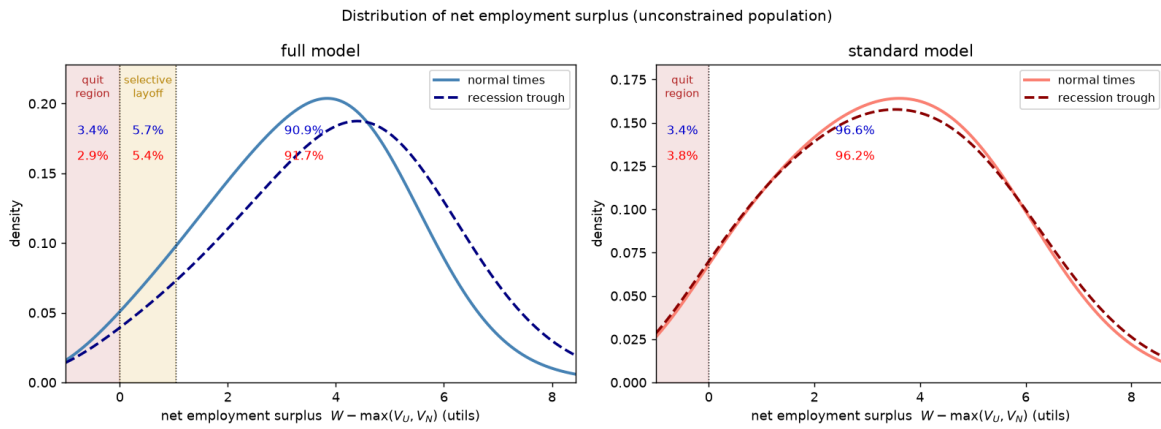 Distribution of net employment surplus (unconstrained population)
full model
quit
region
selective
layoff
normal times
recession trough
3.4%
5.7%
90.9%
2.9%
5.4%
91.7%
density
0.20
0.15
0.10
0.05
0.00
0
2
4
6
8
net employment surplus W − max(V_U, V_N) (utils)
standard model
quit
region
normal times
recession trough
3.4%
96.6%
3.8%
96.2%
density
0.175
0.150
0.125
0.100
0.075
0.050
0.025
0.000
0
2
4
6
8
net employment surplus W − max(V_U, V_N) (utils)